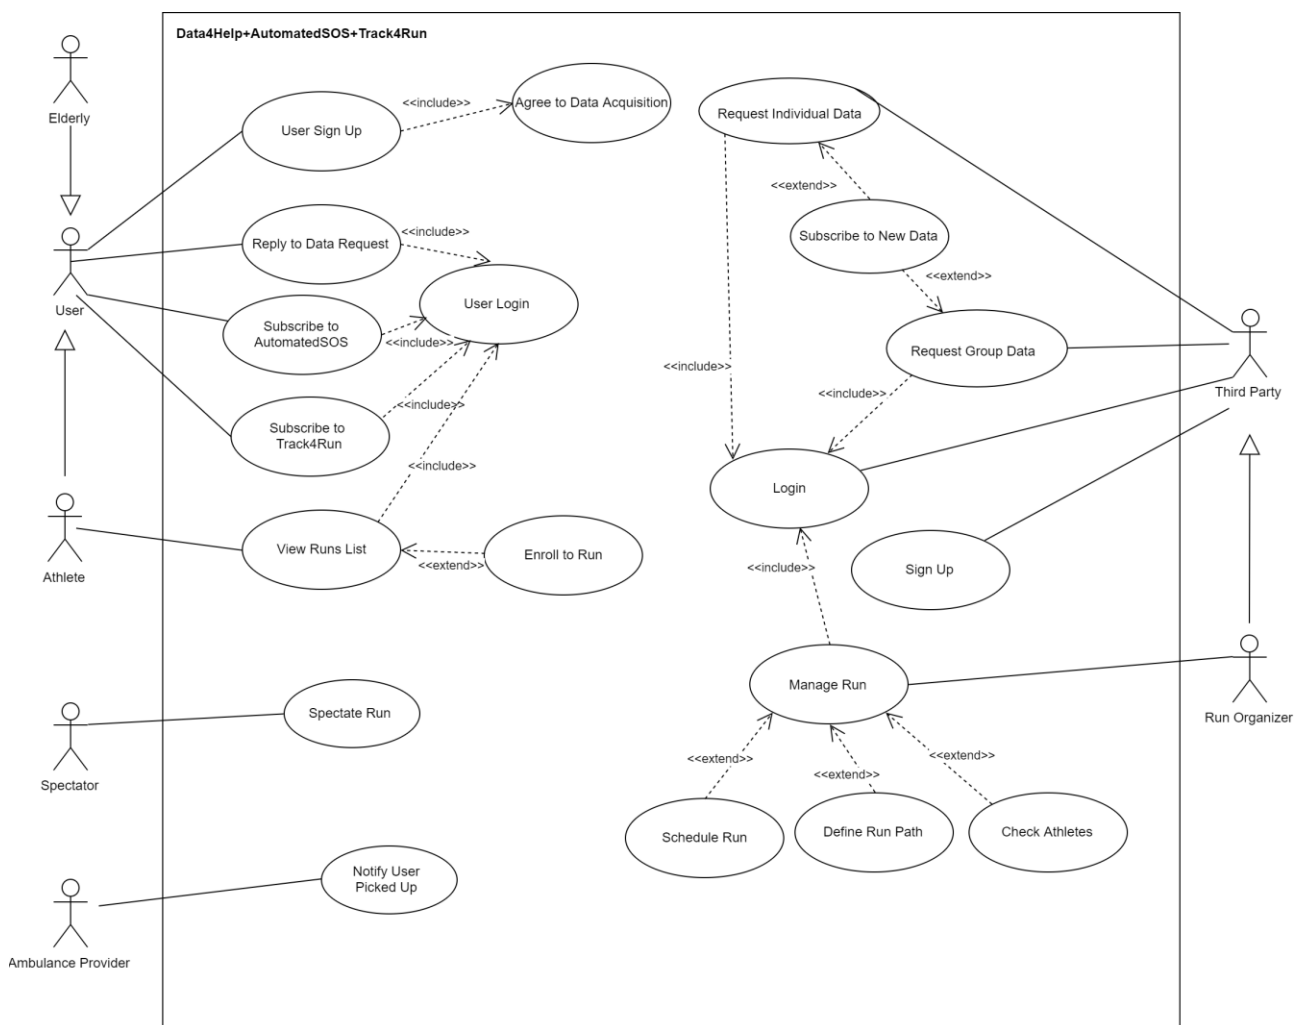 Data4Help+AutomatedSOS+Track4Run
Elderly
User Sign Up
<<include>>
Agree to Data Acquisition
Request Individual Data
<<extend>>
Subscribe to New Data
<<extend>>
Request Group Data
User
Reply to Data Request
<<include>>
User Login
Subscribe to
AutomatedSOS
<<include>>
Subscribe to
Track4Run
<<include>>
<<include>>
<<include>>
<<include>>
Third Party
Login
Athlete
View Runs List
<<extend>>
Enroll to Run
<<include>>
Sign Up
Manage Run
Run Organizer
Spectator
Spectate Run
<<extend>>
<<extend>>
<<extend>>
Schedule Run
Define Run Path
Check Athletes
Notify User
Picked Up
Ambulance Provider